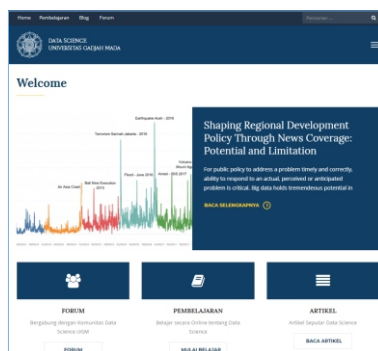 Home Pembelajaran Blog Forum
Pencarian ...
DATA SCIENCE
UNIVERSITAS GADJAH MADA
Welcome
Earthquake Aceh - 2016
Terrorism Sarinah Jakarta - 2016
Bali Nine Execution
2015
Air Asia Crash
Flood - June 2016
Shaping Regional Development
Policy Through News Coverage:
Potential and Limitation
For public policy to address a problem timely and correctly,
ability to respond to an actual, perceived or anticipated
problem is critical. Big data holds tremendous potential in
BACA SELENGKAPNYA
FORUM
Bergabung dengan Komunitas Data
Science UGM
FORUM
PEMBELAJARAN
Belajar secara Online tentang Data
Science
MULAI BELAJAR
ARTIKEL
Artikel Seputar Data Science
BACA ARTIKEL